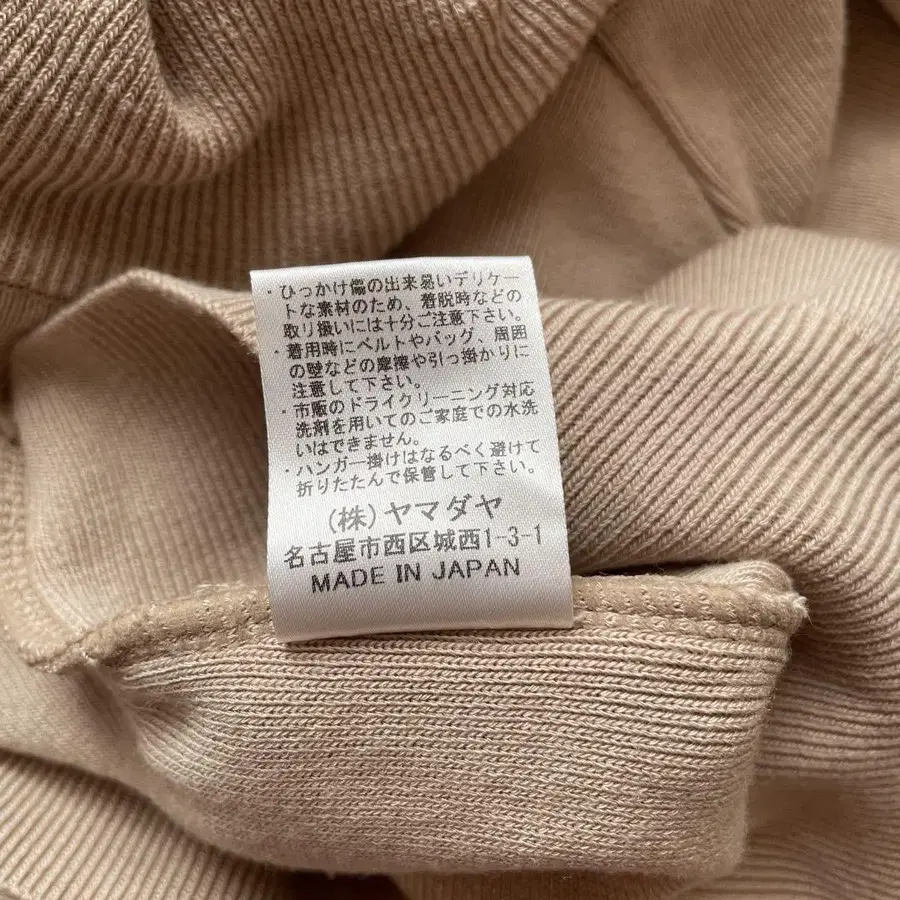 ・ひっかけ傷の出来易いデリケー
トな素材のため、着脱時などの
取り扱いには十分ご注意下さい。
・着用時にベルトやバッグ、周囲
の壁などの摩擦や引っ掛かりに
注意して下さい。
・市販のドライクリーニング対応
洗剤を用いてのご家庭での水洗
いはできません。
・ハンガー掛けはなるべく避けて
折りたたんで保管して下さい。
(株)ヤマダヤ
名古屋市西区城西1-3-1
MADE IN JAPAN